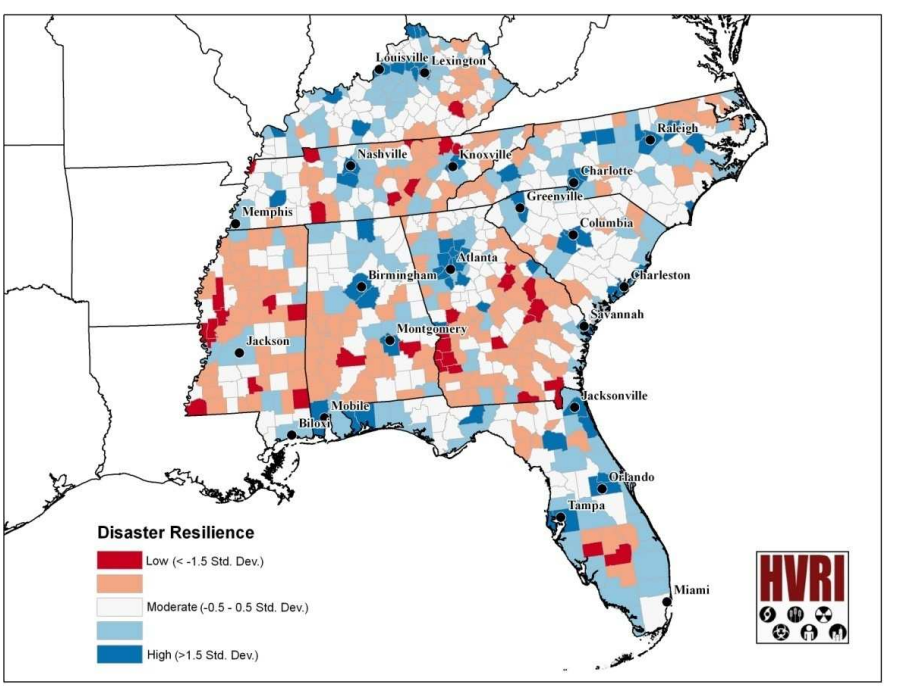 Louisville
Lexington
Raleigh
Nashville
Knoxville
Charlotte
Greenville
Memphis
Columbia
Atlanta
Birmingham
Charleston
Savannah
Montgomery
Jackson
Jacksonville
Mobile
Biloxi
Orlando
Tampa
Disaster Resilience
Low (< -1.5 Std. Dev.)
Moderate (-0.5 - 0.5 Std. Dev.)
High (>1.5 Std. Dev.)
Miami
HVRI